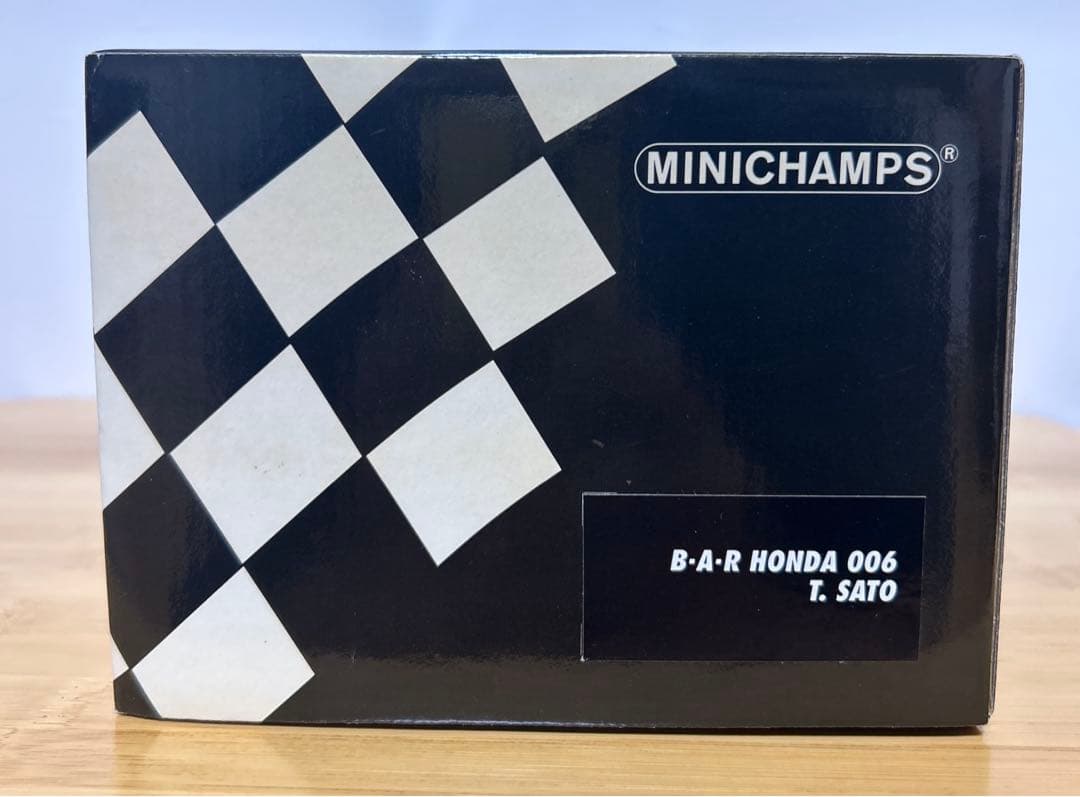 MINICHAMPS®
B·A·R HONDA 006
T. SATO